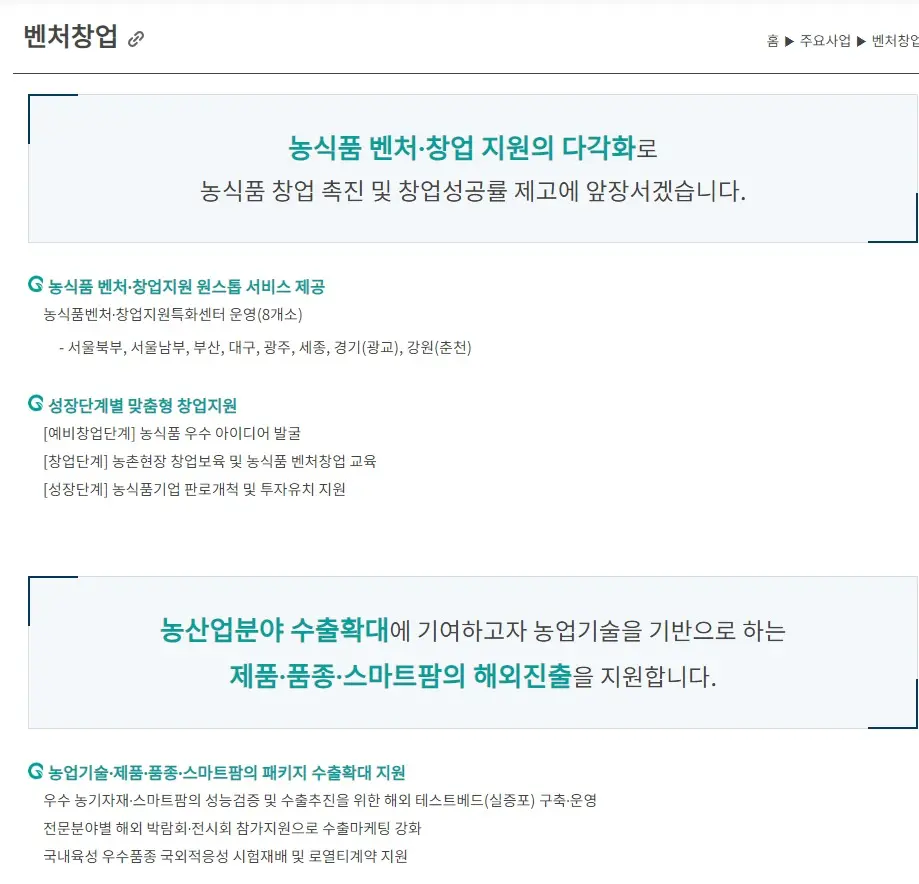 벤처창업
홈 ▶ 주요사업 ▶ 벤처창업
농식품 벤처·창업 지원의 다각화로
농식품 창업 촉진 및 창업성공률 제고에 앞장서겠습니다.
농식품 벤처·창업지원 원스톱 서비스 제공
농식품벤처·창업지원특화센터 운영(8개소)
- 서울북부, 서울남부, 부산, 대구, 광주, 세종, 경기(광교), 강원(춘천)
성장단계별 맞춤형 창업지원
[예비창업단계] 농식품 우수 아이디어 발굴
[창업단계] 농촌현장 창업보육 및 농식품 벤처창업 교육
[성장단계] 농식품기업 판로개척 및 투자유치 지원
농산업분야 수출확대에 기여하고자 농업기술을 기반으로 하는
제품·품종·스마트팜의 해외진출을 지원합니다.
농업기술·제품·품종·스마트팜의 패키지 수출확대 지원
우수 농기자재·스마트팜의 성능검증 및 수출추진을 위한 해외 테스트베드(실증포) 구축·운영
전문분야별 해외 박람회·전시회 참가지원으로 수출마케팅 강화
국내육성 우수품종 국외적응성 시험재배 및 로열티계약 지원